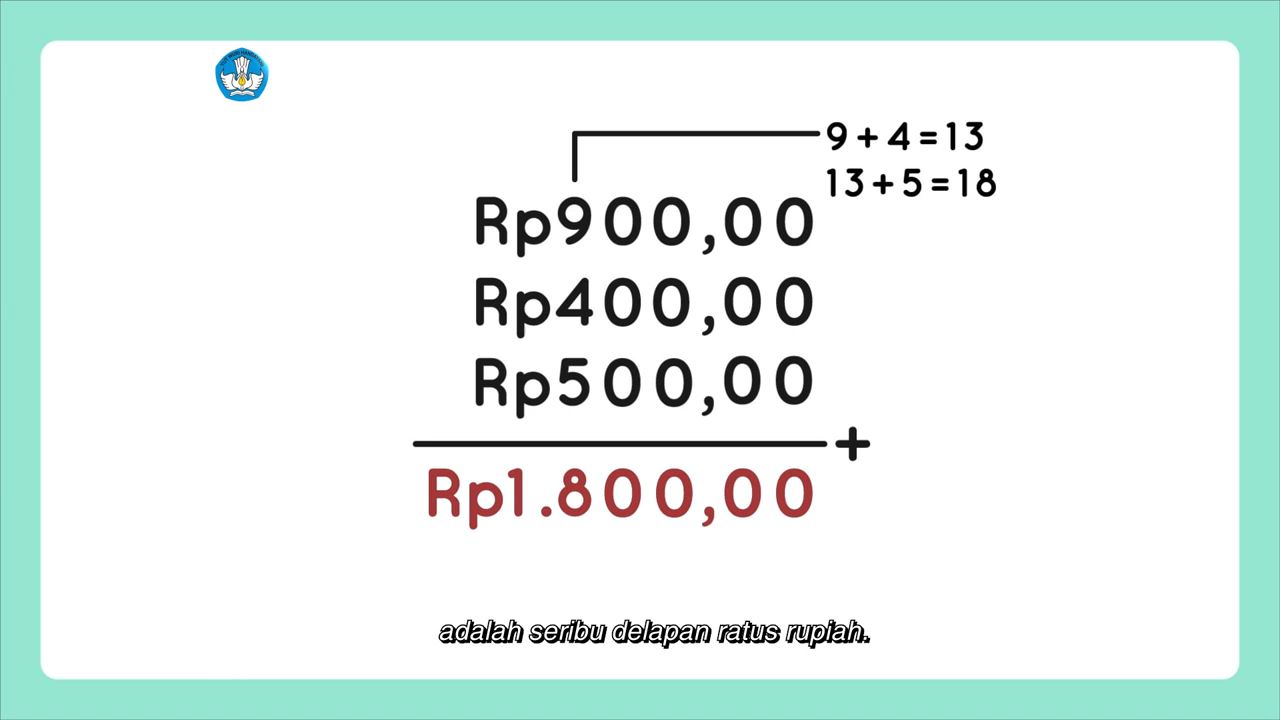 9+4=13
13+5=18
Rp900,00
Rp400,00
Rp500,00
+
Rp1.800,00
adalah seribu delapan ratus rupiah.